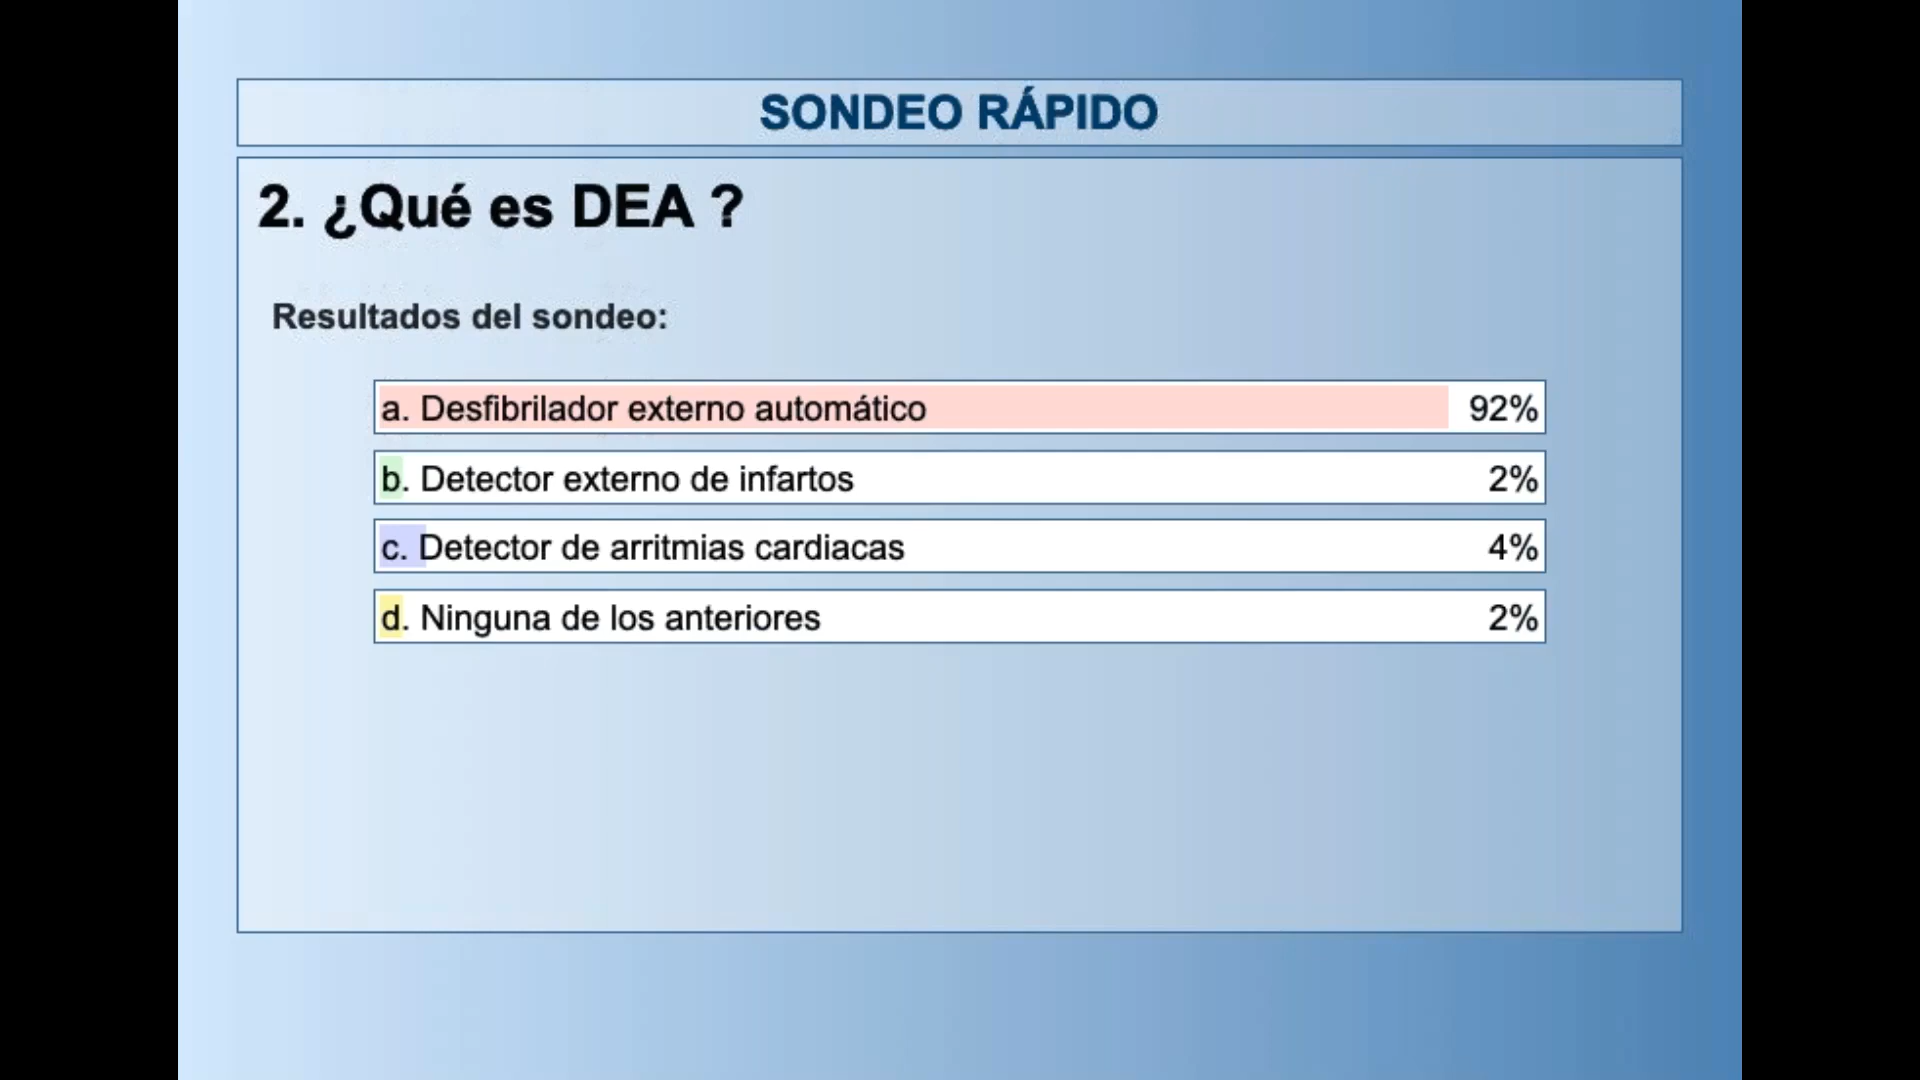 SONDEO RÁPIDO
2. ¿Qué es DEA ?
Resultados del sondeo:
a. Desfibrilador externo automático 92%
b. Detector externo de infartos 2%
c. Detector de arritmias cardiacas 4%
d. Ninguna de los anteriores 2%